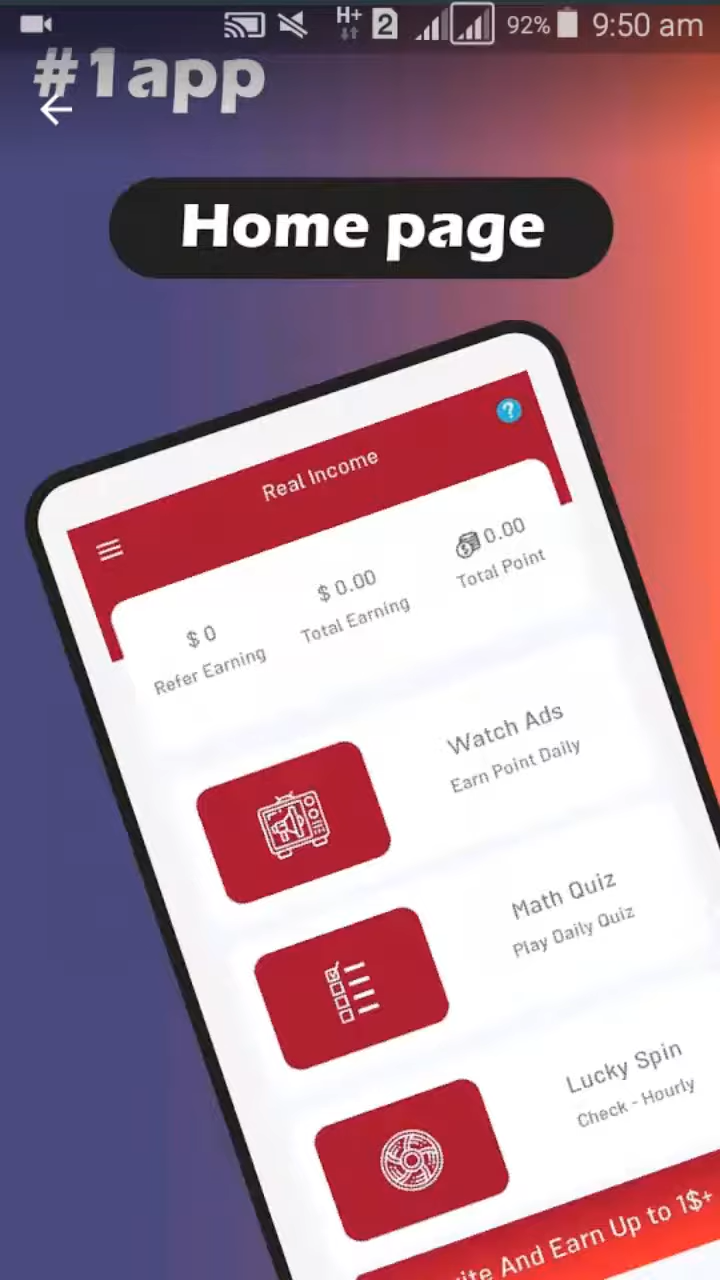 H+ 2 92% 9:50 am
#1app
Home page
Real Income
$ 0
Refer Earning
$ 0.00
Total Earning
0.00
Total Point
Watch Ads
Earn Point Daily
Math Quiz
Play Daily Quiz
Lucky Spin
Check - Hourly
And Earn Up to 1$+